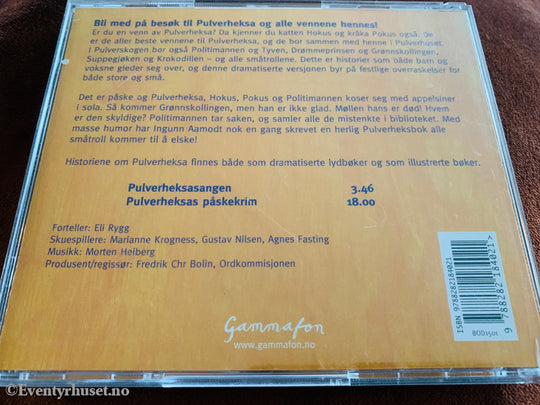 Bli med på besøk til Pulverheksa og alle vennene hennes!
Er du en venn av Pulverheksa? Da kjenner du katten Hokus og kråka Pokus også. De
er de aller beste vennene til Pulverheksa, og de bor sammen med henne i Pulverhuset.
I Pulverskogen bor også Politimannen og Tyven, Drømmeprinsen og Grønnskollingen,
Suppegjøken og Krokodillen – og alle småtrollene. Dette er historier som både barn og
voksne gleder seg over, og denne dramatiserte versjonen byr på festlige overraskelser for
både store og små.
Det er påske og Pulverheksa, Hokus, Pokus og Politimannen koser seg med appelsiner
i sola. Så kommer Grønnskollingen, men han er ikke glad. Møllen hans er død! Hvem
er den skyldige? Politimannen tar saken, og samler alle de mistenkte i biblioteket. Med
masse humor har Ingunn Aamodt nok en gang skrevet en herlig Pulverheksbok alle
småtroll kommer til å elske!
Historiene om Pulverheksa finnes både som dramatiserte lydbøker og som illustrerte bøker.
Pulverheksasangen 3.46
Pulverheksas påskekrim 18.00
Forteller: Eli Rygg
Skuespillere: Marianne Krogness, Gustav Nilsen, Agnes Fasting
Musikk: Morten Heiberg
Produsent/regissør: Fredrik Chr Bolin, Ordkommisjonen
Gammafon
www.gammafon.no
ISBN 9788282184021
9 788282 184021>
BOD1501
©Eventyrhuset.no